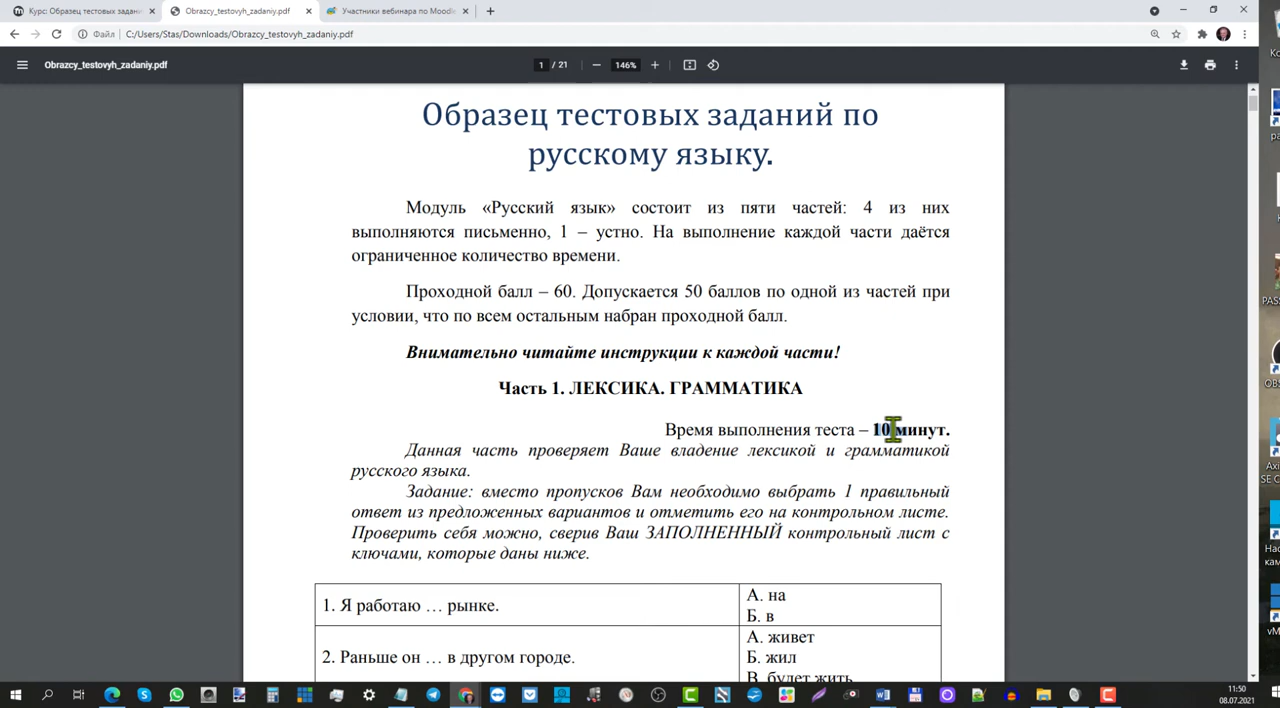 Курс: Образец тестовых задани
Obrazcy_testovyh_zadaniy.pdf
Участники вебинара по Moodl
Файл
C:/Users/Stas/Downloads/Obrazcy_testovyh_zadaniy.pdf
Obrazcy_testovyh_zadaniy.pdf
1 / 21
146%
Образец тестовых заданий по
русскому языку.
Модуль «Русский язык» состоит из пяти частей: 4 из них
выполняются письменно, 1 – устно. На выполнение каждой части даётся
ограниченное количество времени.
Проходной балл – 60. Допускается 50 баллов по одной из частей при
условии, что по всем остальным набран проходной балл.
Внимательно читайте инструкции к каждой части!
Часть 1. ЛЕКСИКА. ГРАММАТИКА
Время выполнения теста – 10 минут.
Данная часть проверяет Ваше владение лексикой и грамматикой
русского языка.
Задание: вместо пропусков Вам необходимо выбрать 1 правильный
ответ из предложенных вариантов и отметить его на контрольном листе.
Проверить себя можно, сверив Ваш ЗАПОЛНЕННЫЙ контрольный лист с
ключами, которые даны ниже.
1. Я работаю … рынке.
А. на
Б. в
2. Раньше он … в другом городе.
А. живет
Б. жил
В. будет жить
11:50
08.07.2021